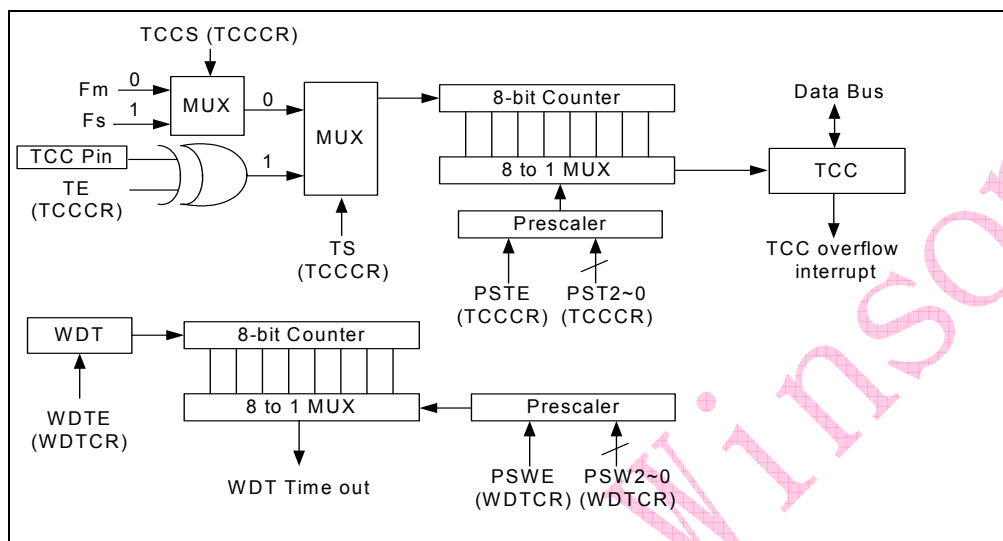 TCCS (TCCCR)
Fm
0
Fs
1
MUX
0
MUX
TCC Pin
1
TE
(TCCCR)
TS
(TCCCR)
8-bit Counter
8 to 1 MUX
Prescaler
PSTE
(TCCCR)
PST2~0
(TCCCR)
Data Bus
TCC
TCC overflow
interrupt
WDT
WDTE
(WDTCR)
8-bit Counter
8 to 1 MUX
WDT Time out
Prescaler
PSWE
(WDTCR)
PSW2~0
(WDTCR)
Winson